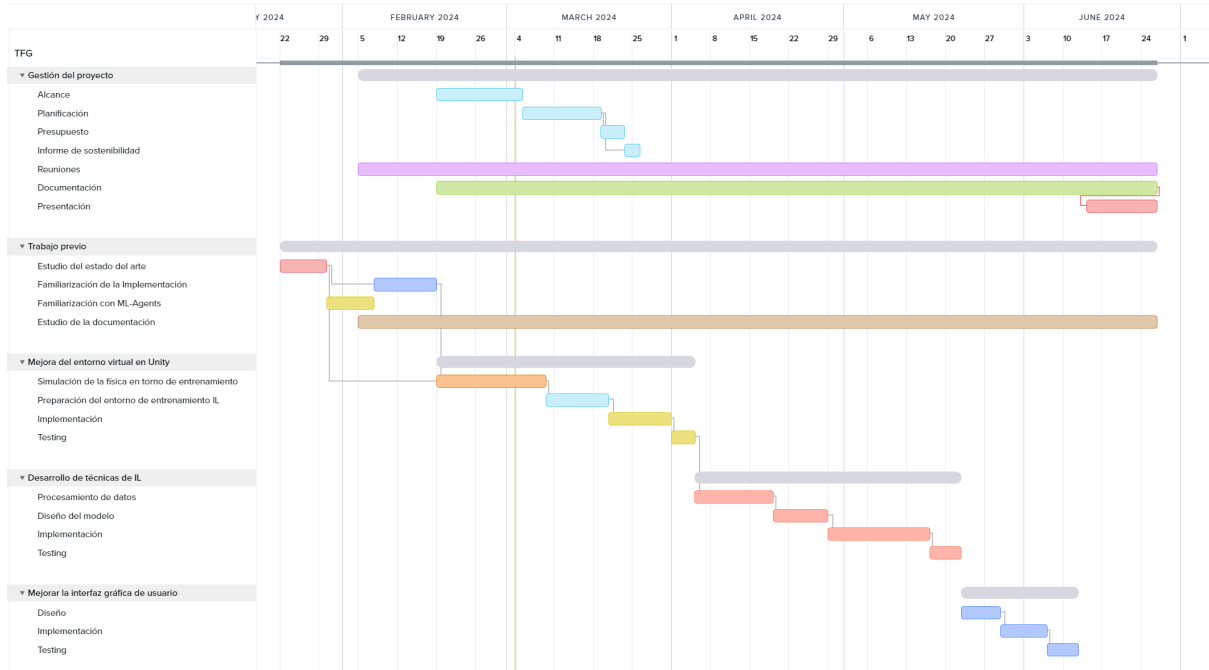 Y 2024 FEBRUARY 2024 MARCH 2024 APRIL 2024 MAY 2024 JUNE 2024
22 29 5 12 19 26 4 11 18 25 1 8 15 22 29 6 13 20 27 3 10 17 24 1
TFG
Gestión del proyecto
Alcance
Planificación
Presupuesto
Informe de sostenibilidad
Reuniones
Documentación
Presentación
Trabajo previo
Estudio del estado del arte
Familiarización de la Implementación
Familiarización con ML-Agents
Estudio de la documentación
Mejora del entorno virtual en Unity
Simulación de la física en torno de entrenamiento
Preparación del entorno de entrenamiento IL
Implementación
Testing
Desarrollo de técnicas de IL
Procesamiento de datos
Diseño del modelo
Implementación
Testing
Mejorar la interfaz gráfica de usuario
Diseño
Implementación
Testing